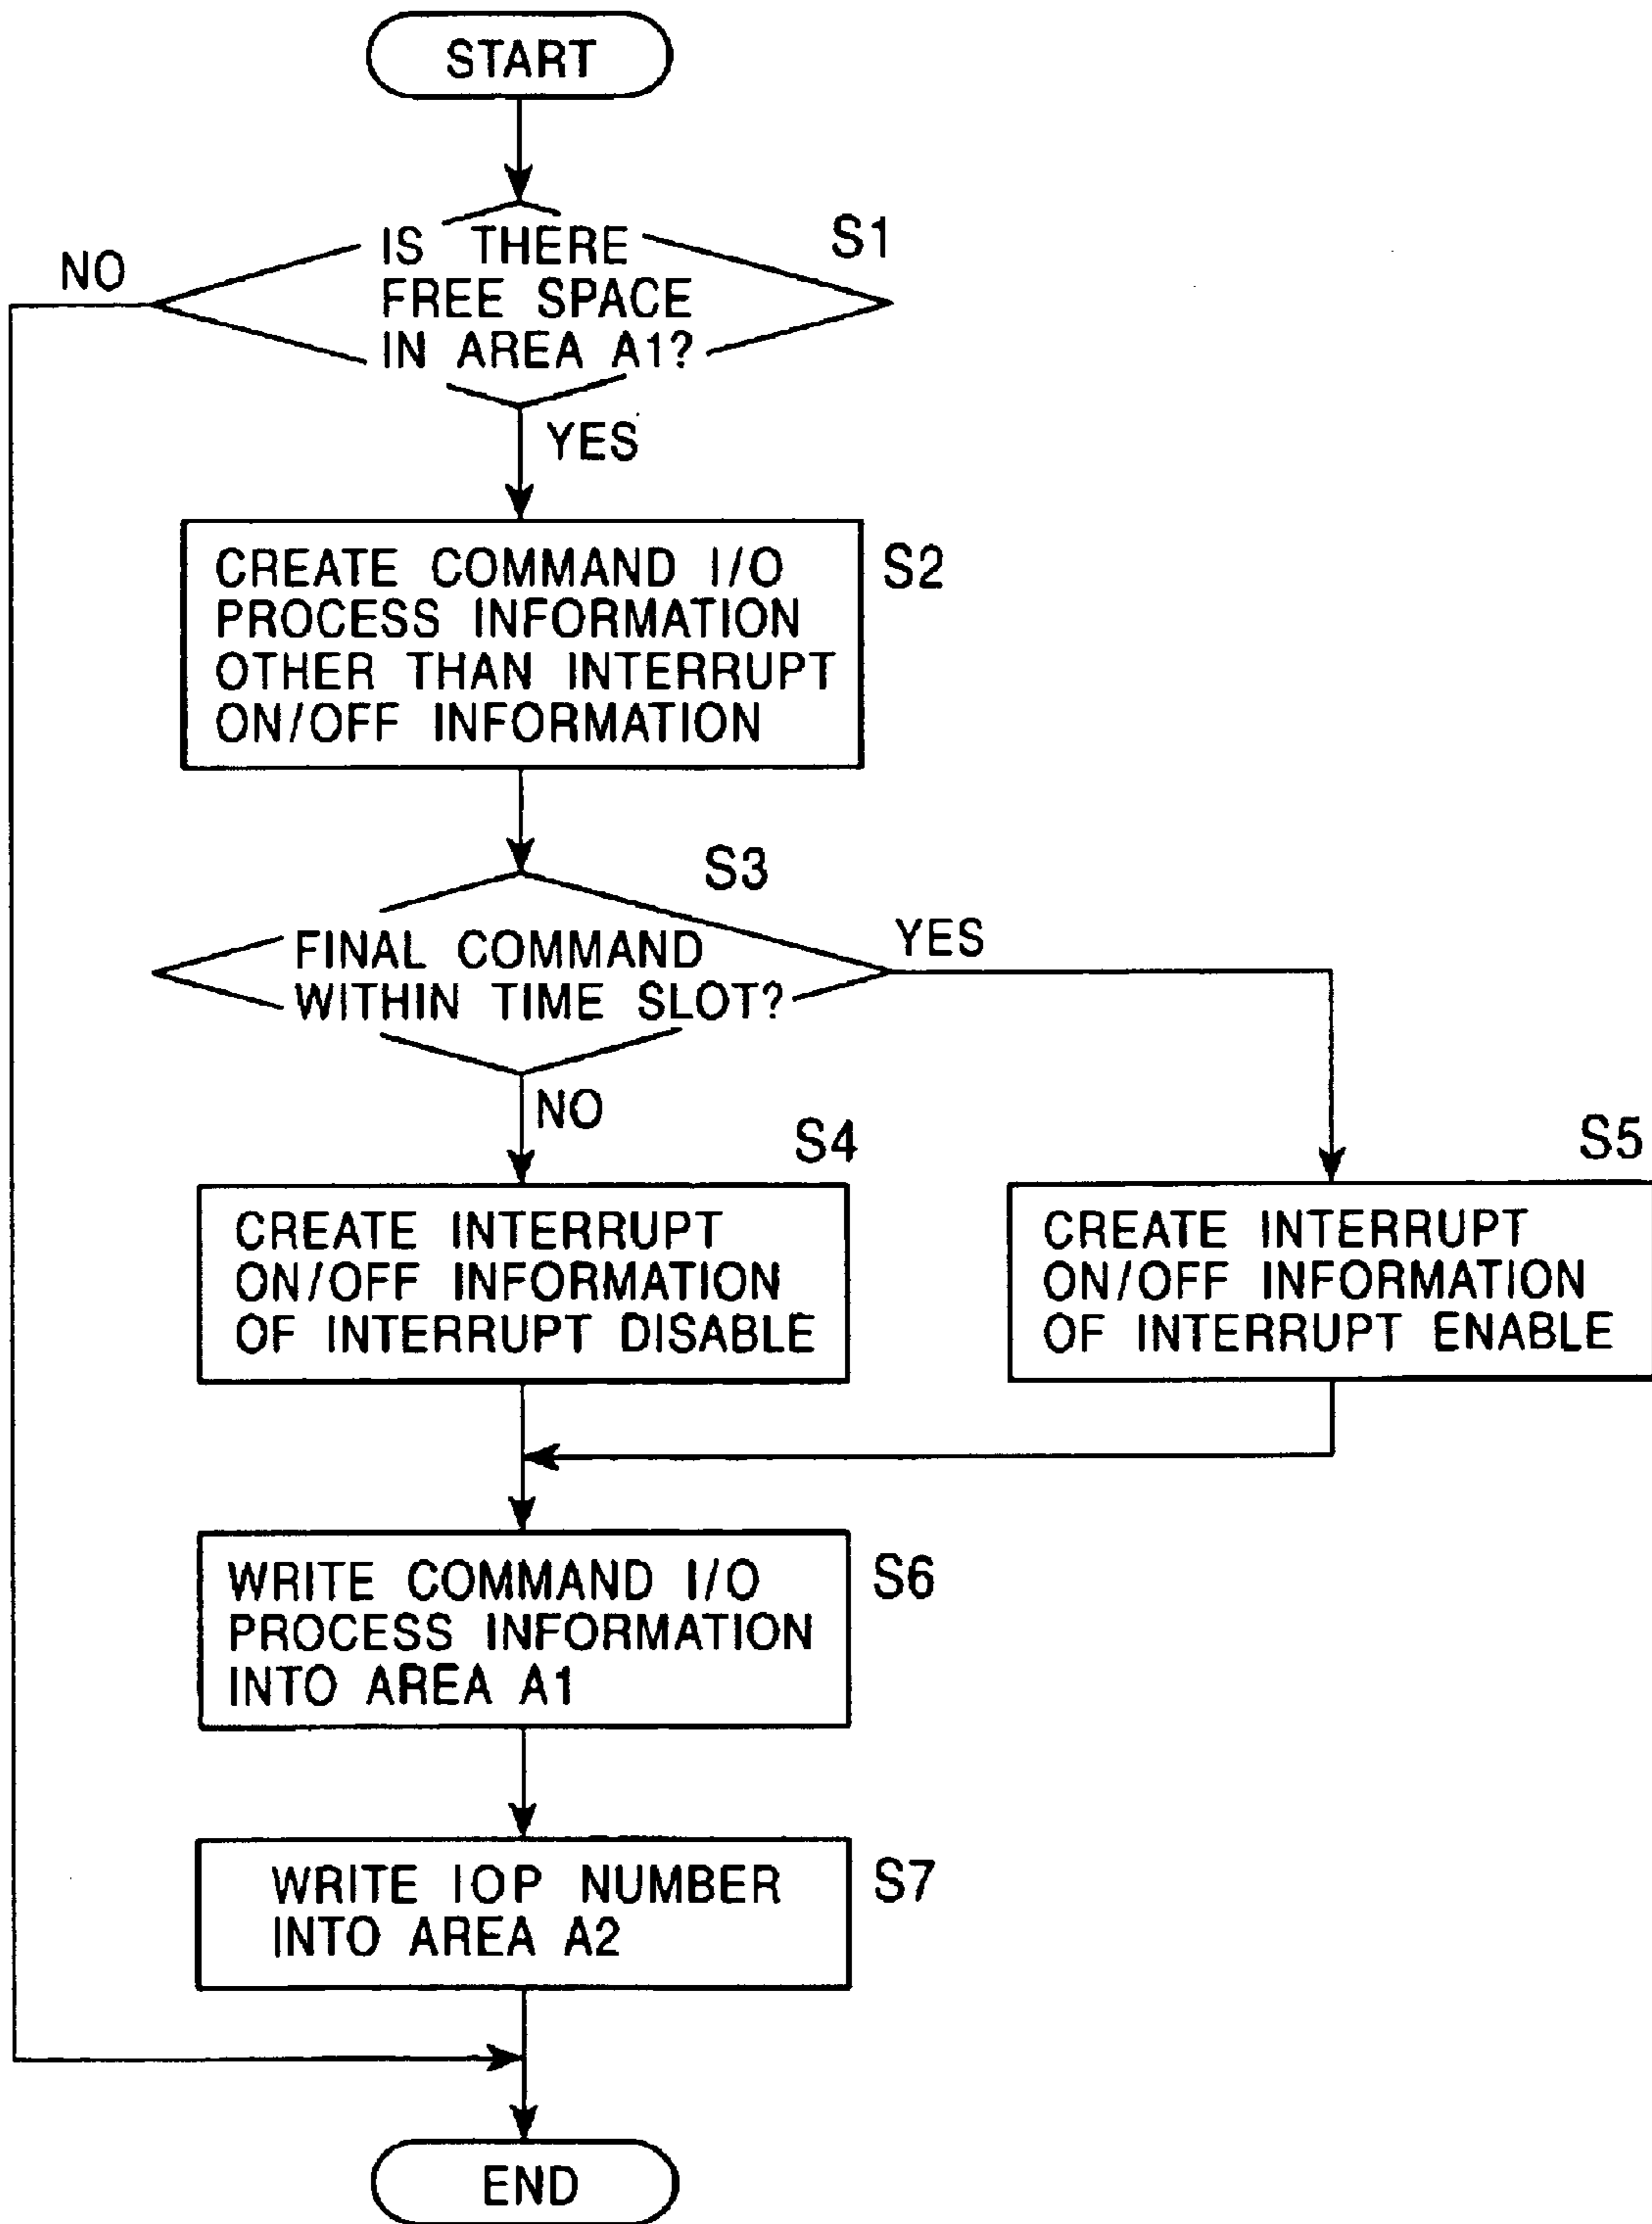 START
IS THERE
FREE SPACE
IN AREA A1?
S1
NO
YES
CREATE COMMAND I/O
PROCESS INFORMATION
OTHER THAN INTERRUPT
ON/OFF INFORMATION
S2
S3
FINAL COMMAND
WITHIN TIME SLOT?
YES
NO
S4
CREATE INTERRUPT
ON/OFF INFORMATION
OF INTERRUPT DISABLE
S5
CREATE INTERRUPT
ON/OFF INFORMATION
OF INTERRUPT ENABLE
WRITE COMMAND I/O
PROCESS INFORMATION
INTO AREA A1
S6
WRITE IOP NUMBER
INTO AREA A2
S7
END